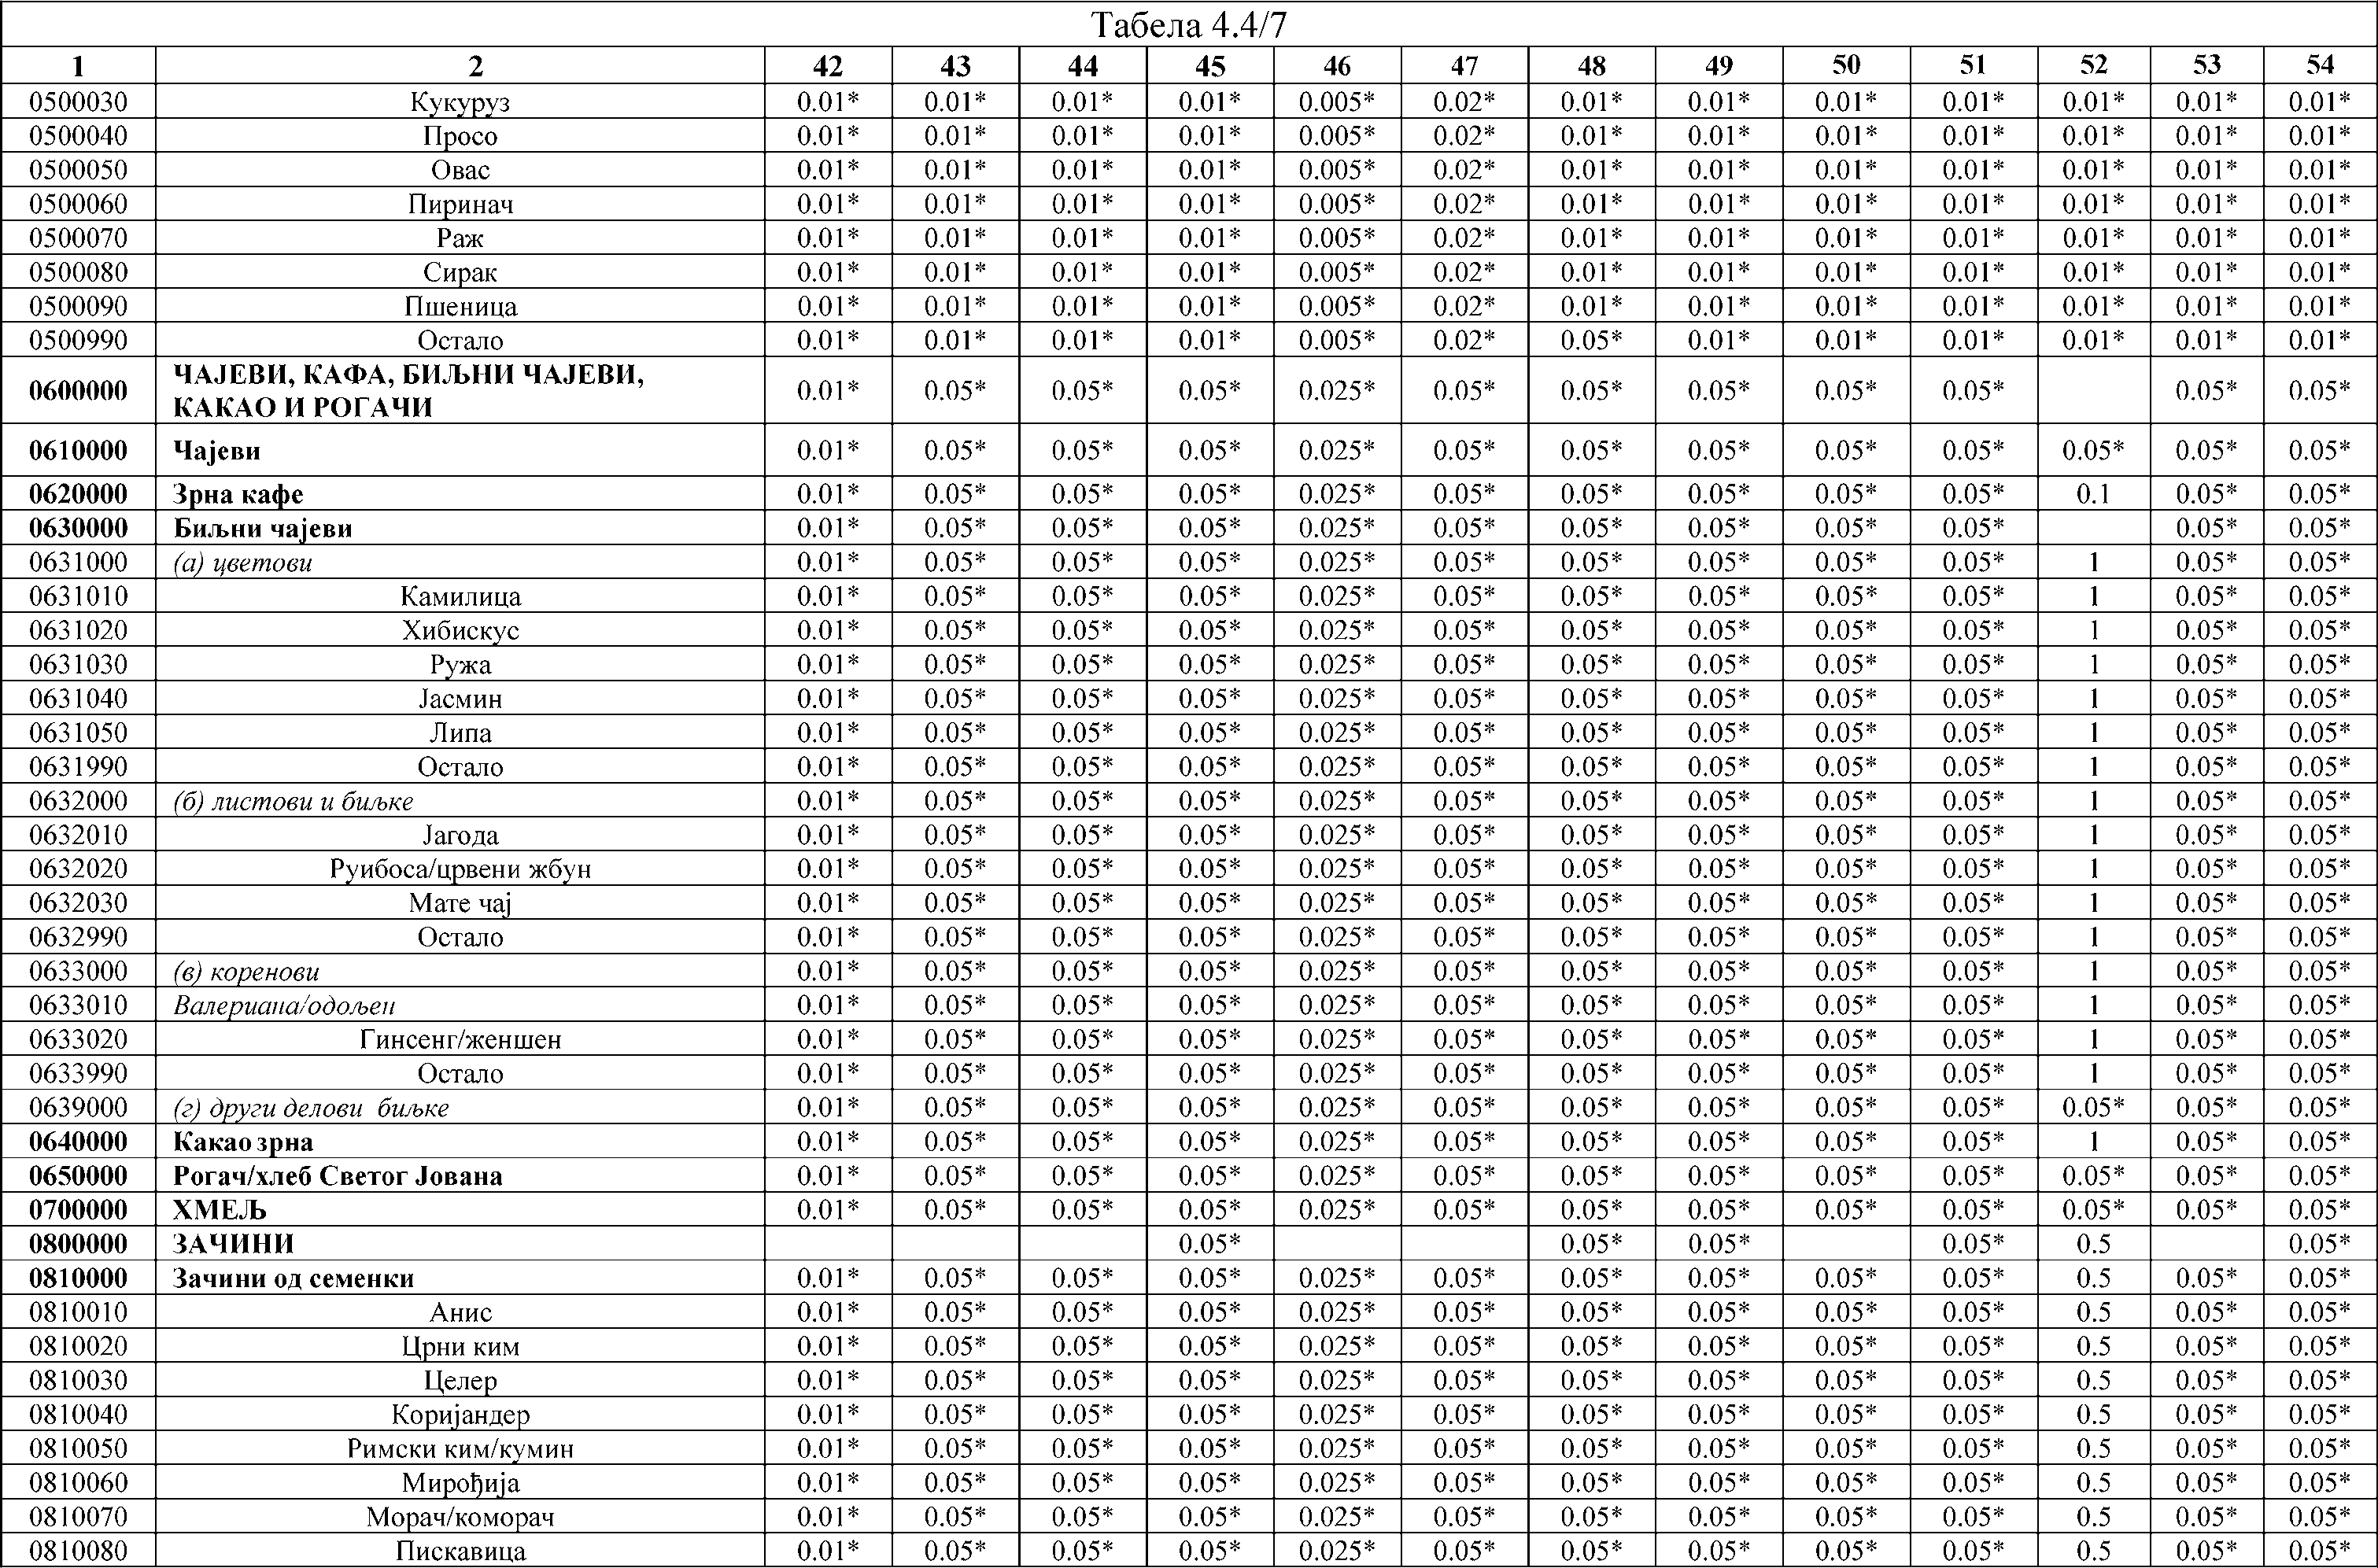 Табела 4.4/7
1 2 42 43 44 45 46 47 48 49 50 51 52 53 54
0500030 Кукуруз 0.01* 0.01* 0.01* 0.01* 0.005* 0.02* 0.01* 0.01* 0.01* 0.01* 0.01* 0.01* 0.01*
0500040 Просо 0.01* 0.01* 0.01* 0.01* 0.005* 0.02* 0.01* 0.01* 0.01* 0.01* 0.01* 0.01* 0.01*
0500050 Овас 0.01* 0.01* 0.01* 0.01* 0.005* 0.02* 0.01* 0.01* 0.01* 0.01* 0.01* 0.01* 0.01*
0500060 Пиринач 0.01* 0.01* 0.01* 0.01* 0.005* 0.02* 0.01* 0.01* 0.01* 0.01* 0.01* 0.01* 0.01*
0500070 Раж 0.01* 0.01* 0.01* 0.01* 0.005* 0.02* 0.01* 0.01* 0.01* 0.01* 0.01* 0.01* 0.01*
0500080 Сирак 0.01* 0.01* 0.01* 0.01* 0.005* 0.02* 0.01* 0.01* 0.01* 0.01* 0.01* 0.01* 0.01*
0500090 Пшеница 0.01* 0.01* 0.01* 0.01* 0.005* 0.02* 0.01* 0.01* 0.01* 0.01* 0.01* 0.01* 0.01*
0500990 Остало 0.01* 0.01* 0.01* 0.01* 0.005* 0.02* 0.05* 0.01* 0.01* 0.01* 0.01* 0.01* 0.01*
0600000 ЧАЈЕВИ, КАФА, БИЉНИ ЧАЈЕВИ,
КАКАО И РОГАЧИ 0.01* 0.05* 0.05* 0.05* 0.025* 0.05* 0.05* 0.05* 0.05* 0.05* 0.05* 0.05*
0610000 Чајеви 0.01* 0.05* 0.05* 0.05* 0.025* 0.05* 0.05* 0.05* 0.05* 0.05* 0.05* 0.05* 0.05*
0620000 Зрна кафе 0.01* 0.05* 0.05* 0.05* 0.025* 0.05* 0.05* 0.05* 0.05* 0.05* 0.1 0.05* 0.05*
0630000 Биљни чајеви 0.01* 0.05* 0.05* 0.05* 0.025* 0.05* 0.05* 0.05* 0.05* 0.05* 0.05* 0.05*
0631000 (а) цветови 0.01* 0.05* 0.05* 0.05* 0.025* 0.05* 0.05* 0.05* 0.05* 0.05* 1 0.05* 0.05*
0631010 Камилица 0.01* 0.05* 0.05* 0.05* 0.025* 0.05* 0.05* 0.05* 0.05* 0.05* 1 0.05* 0.05*
0631020 Хибискус 0.01* 0.05* 0.05* 0.05* 0.025* 0.05* 0.05* 0.05* 0.05* 0.05* 1 0.05* 0.05*
0631030 Ружа 0.01* 0.05* 0.05* 0.05* 0.025* 0.05* 0.05* 0.05* 0.05* 0.05* 1 0.05* 0.05*
0631040 Јасмин 0.01* 0.05* 0.05* 0.05* 0.025* 0.05* 0.05* 0.05* 0.05* 0.05* 1 0.05* 0.05*
0631050 Липа 0.01* 0.05* 0.05* 0.05* 0.025* 0.05* 0.05* 0.05* 0.05* 0.05* 1 0.05* 0.05*
0631990 Остало 0.01* 0.05* 0.05* 0.05* 0.025* 0.05* 0.05* 0.05* 0.05* 0.05* 1 0.05* 0.05*
0632000 (б) листови и биљке 0.01* 0.05* 0.05* 0.05* 0.025* 0.05* 0.05* 0.05* 0.05* 0.05* 1 0.05* 0.05*
0632010 Јагода 0.01* 0.05* 0.05* 0.05* 0.025* 0.05* 0.05* 0.05* 0.05* 0.05* 1 0.05* 0.05*
0632020 Руибоса/црвени жбун 0.01* 0.05* 0.05* 0.05* 0.025* 0.05* 0.05* 0.05* 0.05* 0.05* 1 0.05* 0.05*
0632030 Мате чај 0.01* 0.05* 0.05* 0.05* 0.025* 0.05* 0.05* 0.05* 0.05* 0.05* 1 0.05* 0.05*
0632990 Остало 0.01* 0.05* 0.05* 0.05* 0.025* 0.05* 0.05* 0.05* 0.05* 0.05* 1 0.05* 0.05*
0633000 (в) коренови 0.01* 0.05* 0.05* 0.05* 0.025* 0.05* 0.05* 0.05* 0.05* 0.05* 1 0.05* 0.05*
0633010 Валериана/одољен 0.01* 0.05* 0.05* 0.05* 0.025* 0.05* 0.05* 0.05* 0.05* 0.05* 1 0.05* 0.05*
0633020 Гинсенг/женшен 0.01* 0.05* 0.05* 0.05* 0.025* 0.05* 0.05* 0.05* 0.05* 0.05* 1 0.05* 0.05*
0633990 Остало 0.01* 0.05* 0.05* 0.05* 0.025* 0.05* 0.05* 0.05* 0.05* 0.05* 1 0.05* 0.05*
0639000 (г) други делови биљке 0.01* 0.05* 0.05* 0.05* 0.025* 0.05* 0.05* 0.05* 0.05* 0.05* 0.05* 0.05* 0.05*
0640000 Какао зрна 0.01* 0.05* 0.05* 0.05* 0.025* 0.05* 0.05* 0.05* 0.05* 0.05* 1 0.05* 0.05*
0650000 Рогач/хлеб Светог Јована 0.01* 0.05* 0.05* 0.05* 0.025* 0.05* 0.05* 0.05* 0.05* 0.05* 0.05* 0.05* 0.05*
0700000 ХМЕЉ 0.01* 0.05* 0.05* 0.05* 0.025* 0.05* 0.05* 0.05* 0.05* 0.05* 0.05* 0.05* 0.05*
0800000 ЗАЧИНИ 0.05* 0.05* 0.05* 0.05* 0.5 0.05*
0810000 Зачини од семенки 0.01* 0.05* 0.05* 0.05* 0.025* 0.05* 0.05* 0.05* 0.05* 0.05* 0.5 0.05* 0.05*
0810010 Анис 0.01* 0.05* 0.05* 0.05* 0.025* 0.05* 0.05* 0.05* 0.05* 0.05* 0.5 0.05* 0.05*
0810020 Црни ким 0.01* 0.05* 0.05* 0.05* 0.025* 0.05* 0.05* 0.05* 0.05* 0.05* 0.5 0.05* 0.05*
0810030 Целер 0.01* 0.05* 0.05* 0.05* 0.025* 0.05* 0.05* 0.05* 0.05* 0.05* 0.5 0.05* 0.05*
0810040 Коријандер 0.01* 0.05* 0.05* 0.05* 0.025* 0.05* 0.05* 0.05* 0.05* 0.05* 0.5 0.05* 0.05*
0810050 Римски ким/кумин 0.01* 0.05* 0.05* 0.05* 0.025* 0.05* 0.05* 0.05* 0.05* 0.05* 0.5 0.05* 0.05*
0810060 Мирођија 0.01* 0.05* 0.05* 0.05* 0.025* 0.05* 0.05* 0.05* 0.05* 0.05* 0.5 0.05* 0.05*
0810070 Морач/коморач 0.01* 0.05* 0.05* 0.05* 0.025* 0.05* 0.05* 0.05* 0.05* 0.05* 0.5 0.05* 0.05*
0810080 Пискавица 0.01* 0.05* 0.05* 0.05* 0.025* 0.05* 0.05* 0.05* 0.05* 0.05* 0.5 0.05* 0.05*